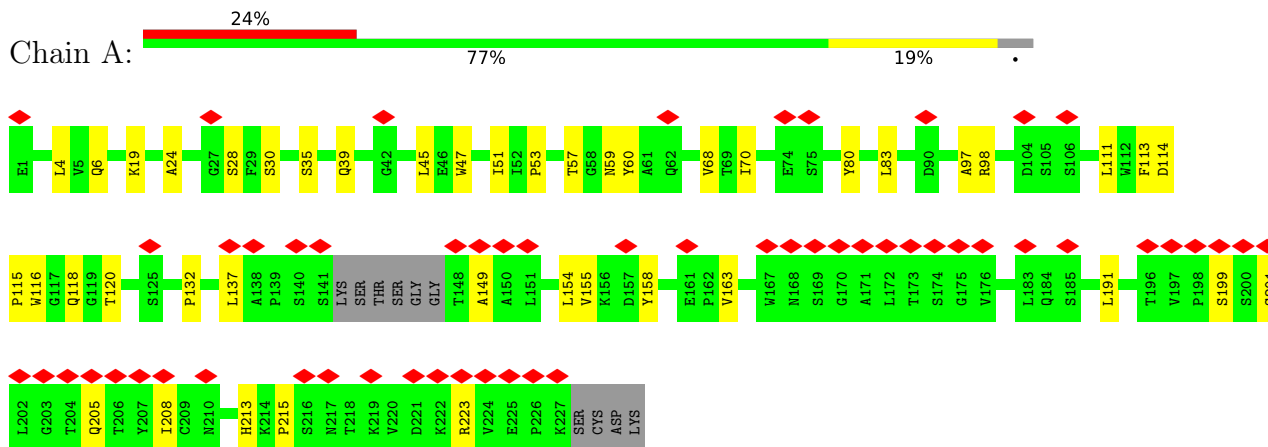 24%
Chain A:
77% 19% •
E1 L4 V5 Q6 K19 A24 G27 S28 F29 S30 S35 Q39 G42 L45 E46 W47 I51 I52 P53 T57 G58 N59 Y60 A61 Q62 V68 T69 I70 E74 S75 Y80 L83 D90 A97 R98 D104 S105 S106 L111 W112 F113 D114
P115 W116 G117 Q118 G119 T120 S125 P132 L137 A138 P139 S140 S141 LYS SER THR SER GLY GLY T148 A149 A150 L151 L154 V155 K156 D157 Y158 E161 P162 V163 W167 N168 S169 G170 A171 L172 T173 S174 G175 V176 L183 Q184 S185 L191 T196 V197 P198 S199 S200
L202 G203 T204 Q205 T206 Y207 I208 C209 N210 H213 K214 P215 S216 N217 T218 K219 V220 D221 K222 R223 V224 E225 P226 K227 SER CYS ASP LYS